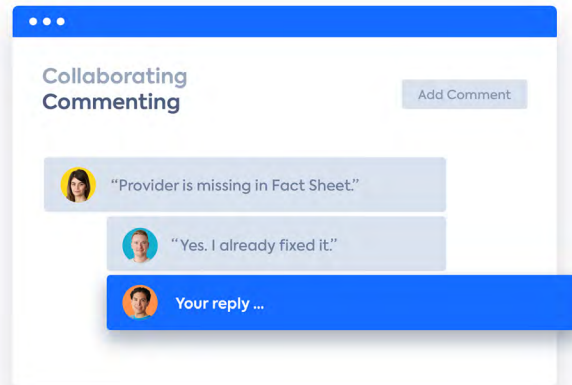 Collaborating
Commenting
Add Comment
“Provider is missing in Fact Sheet.”
“Yes. I already fixed it.”
Your reply ...